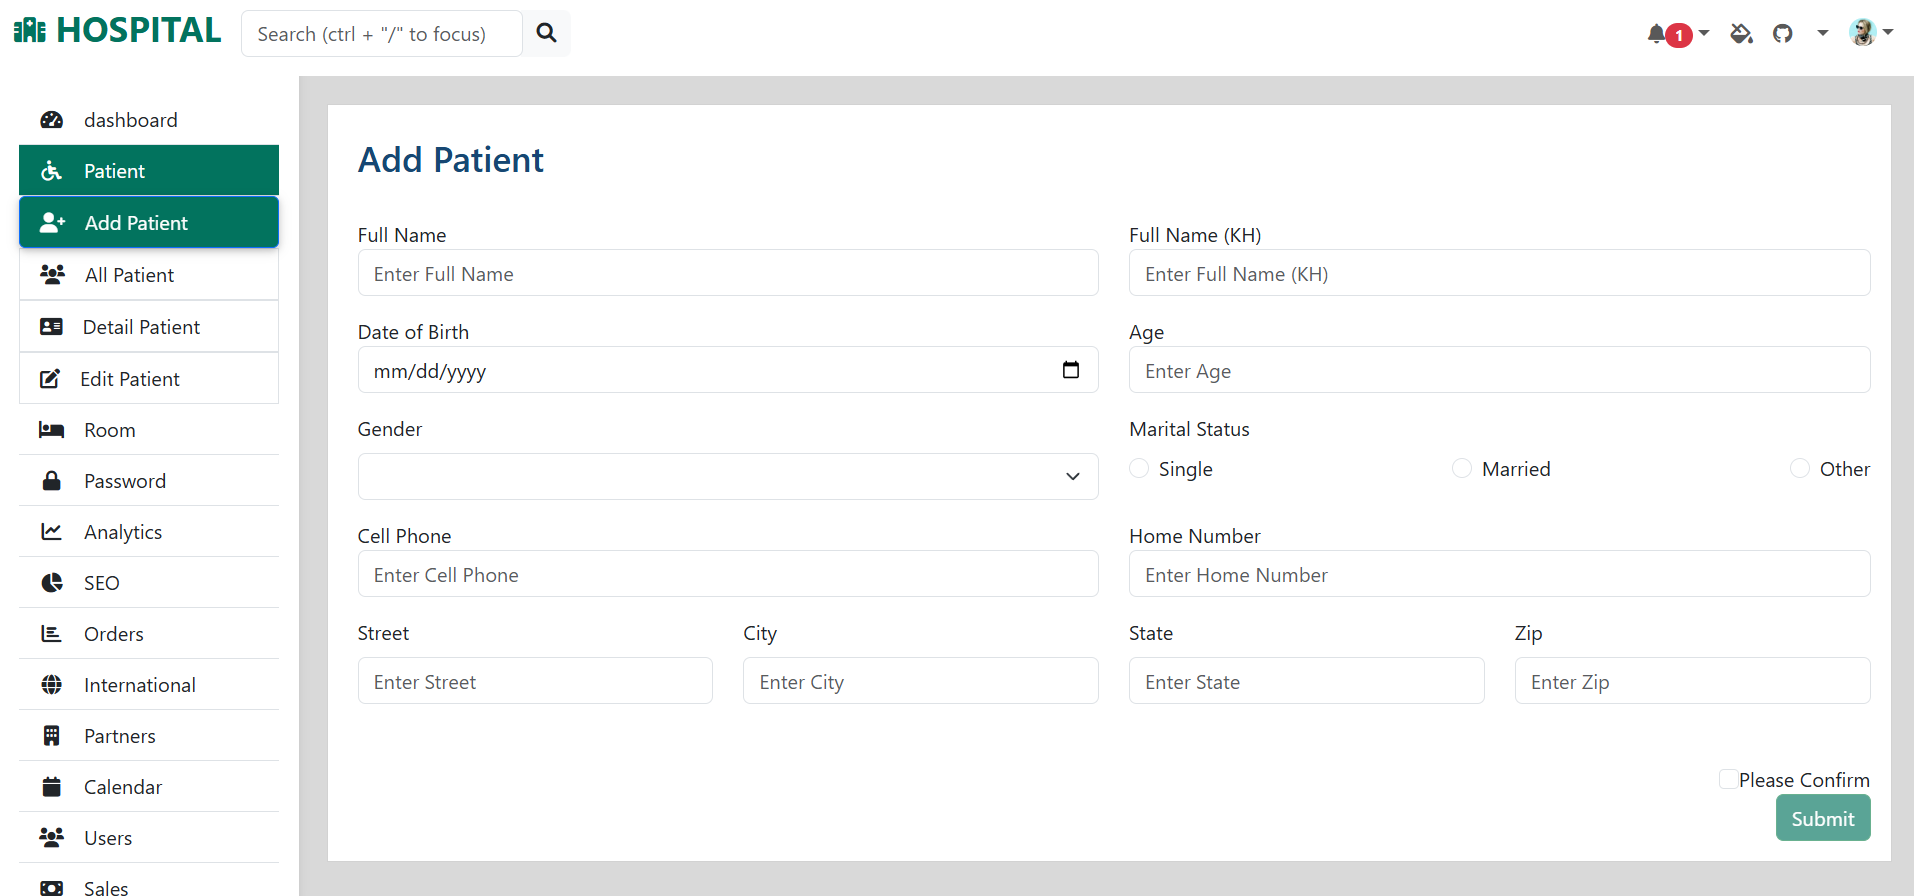 HOSPITAL
Search (ctrl + "/" to focus)
1
dashboard
Patient
Add Patient
All Patient
Detail Patient
Edit Patient
Room
Password
Analytics
SEO
Orders
International
Partners
Calendar
Users
Sales
Add Patient
Full Name
Full Name (KH)
Enter Full Name
Enter Full Name (KH)
Date of Birth
Age
mm/dd/yyyy
Enter Age
Gender
Marital Status
Single
Married
Other
Cell Phone
Home Number
Enter Cell Phone
Enter Home Number
Street
City
State
Zip
Enter Street
Enter City
Enter State
Enter Zip
Please Confirm
Submit